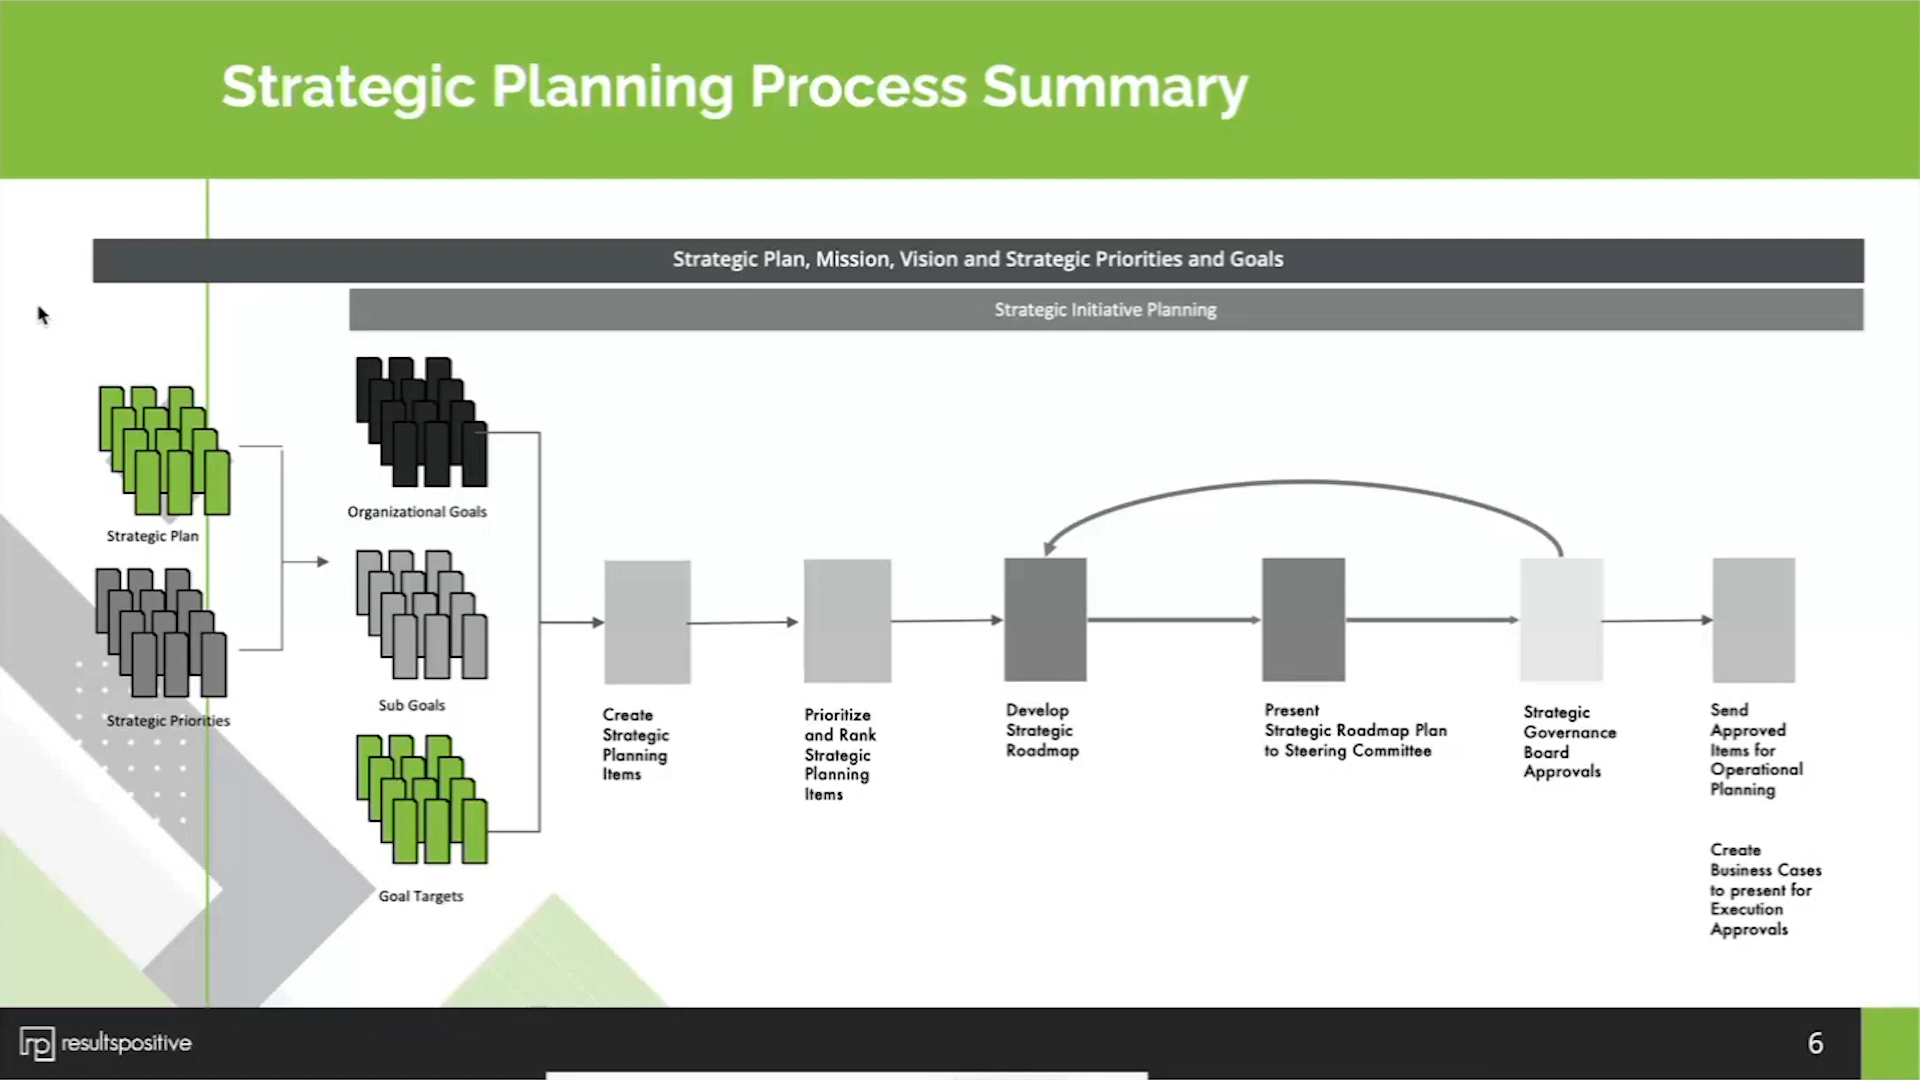 Strategic Planning Process Summary
Strategic Plan, Mission, Vision and Strategic Priorities and Goals
Strategic Initiative Planning
Strategic Plan
Strategic Priorities
Organizational Goals
Sub Goals
Goal Targets
Create
Strategic
Planning
Items
Prioritize
and Rank
Strategic
Planning
Items
Develop
Strategic
Roadmap
Present
Strategic Roadmap Plan
to Steering Committee
Strategic
Governance
Board
Approvals
Send
Approved
Items for
Operational
Planning
Create
Business Cases
to present for
Execution
Approvals
rp resultspositive
6